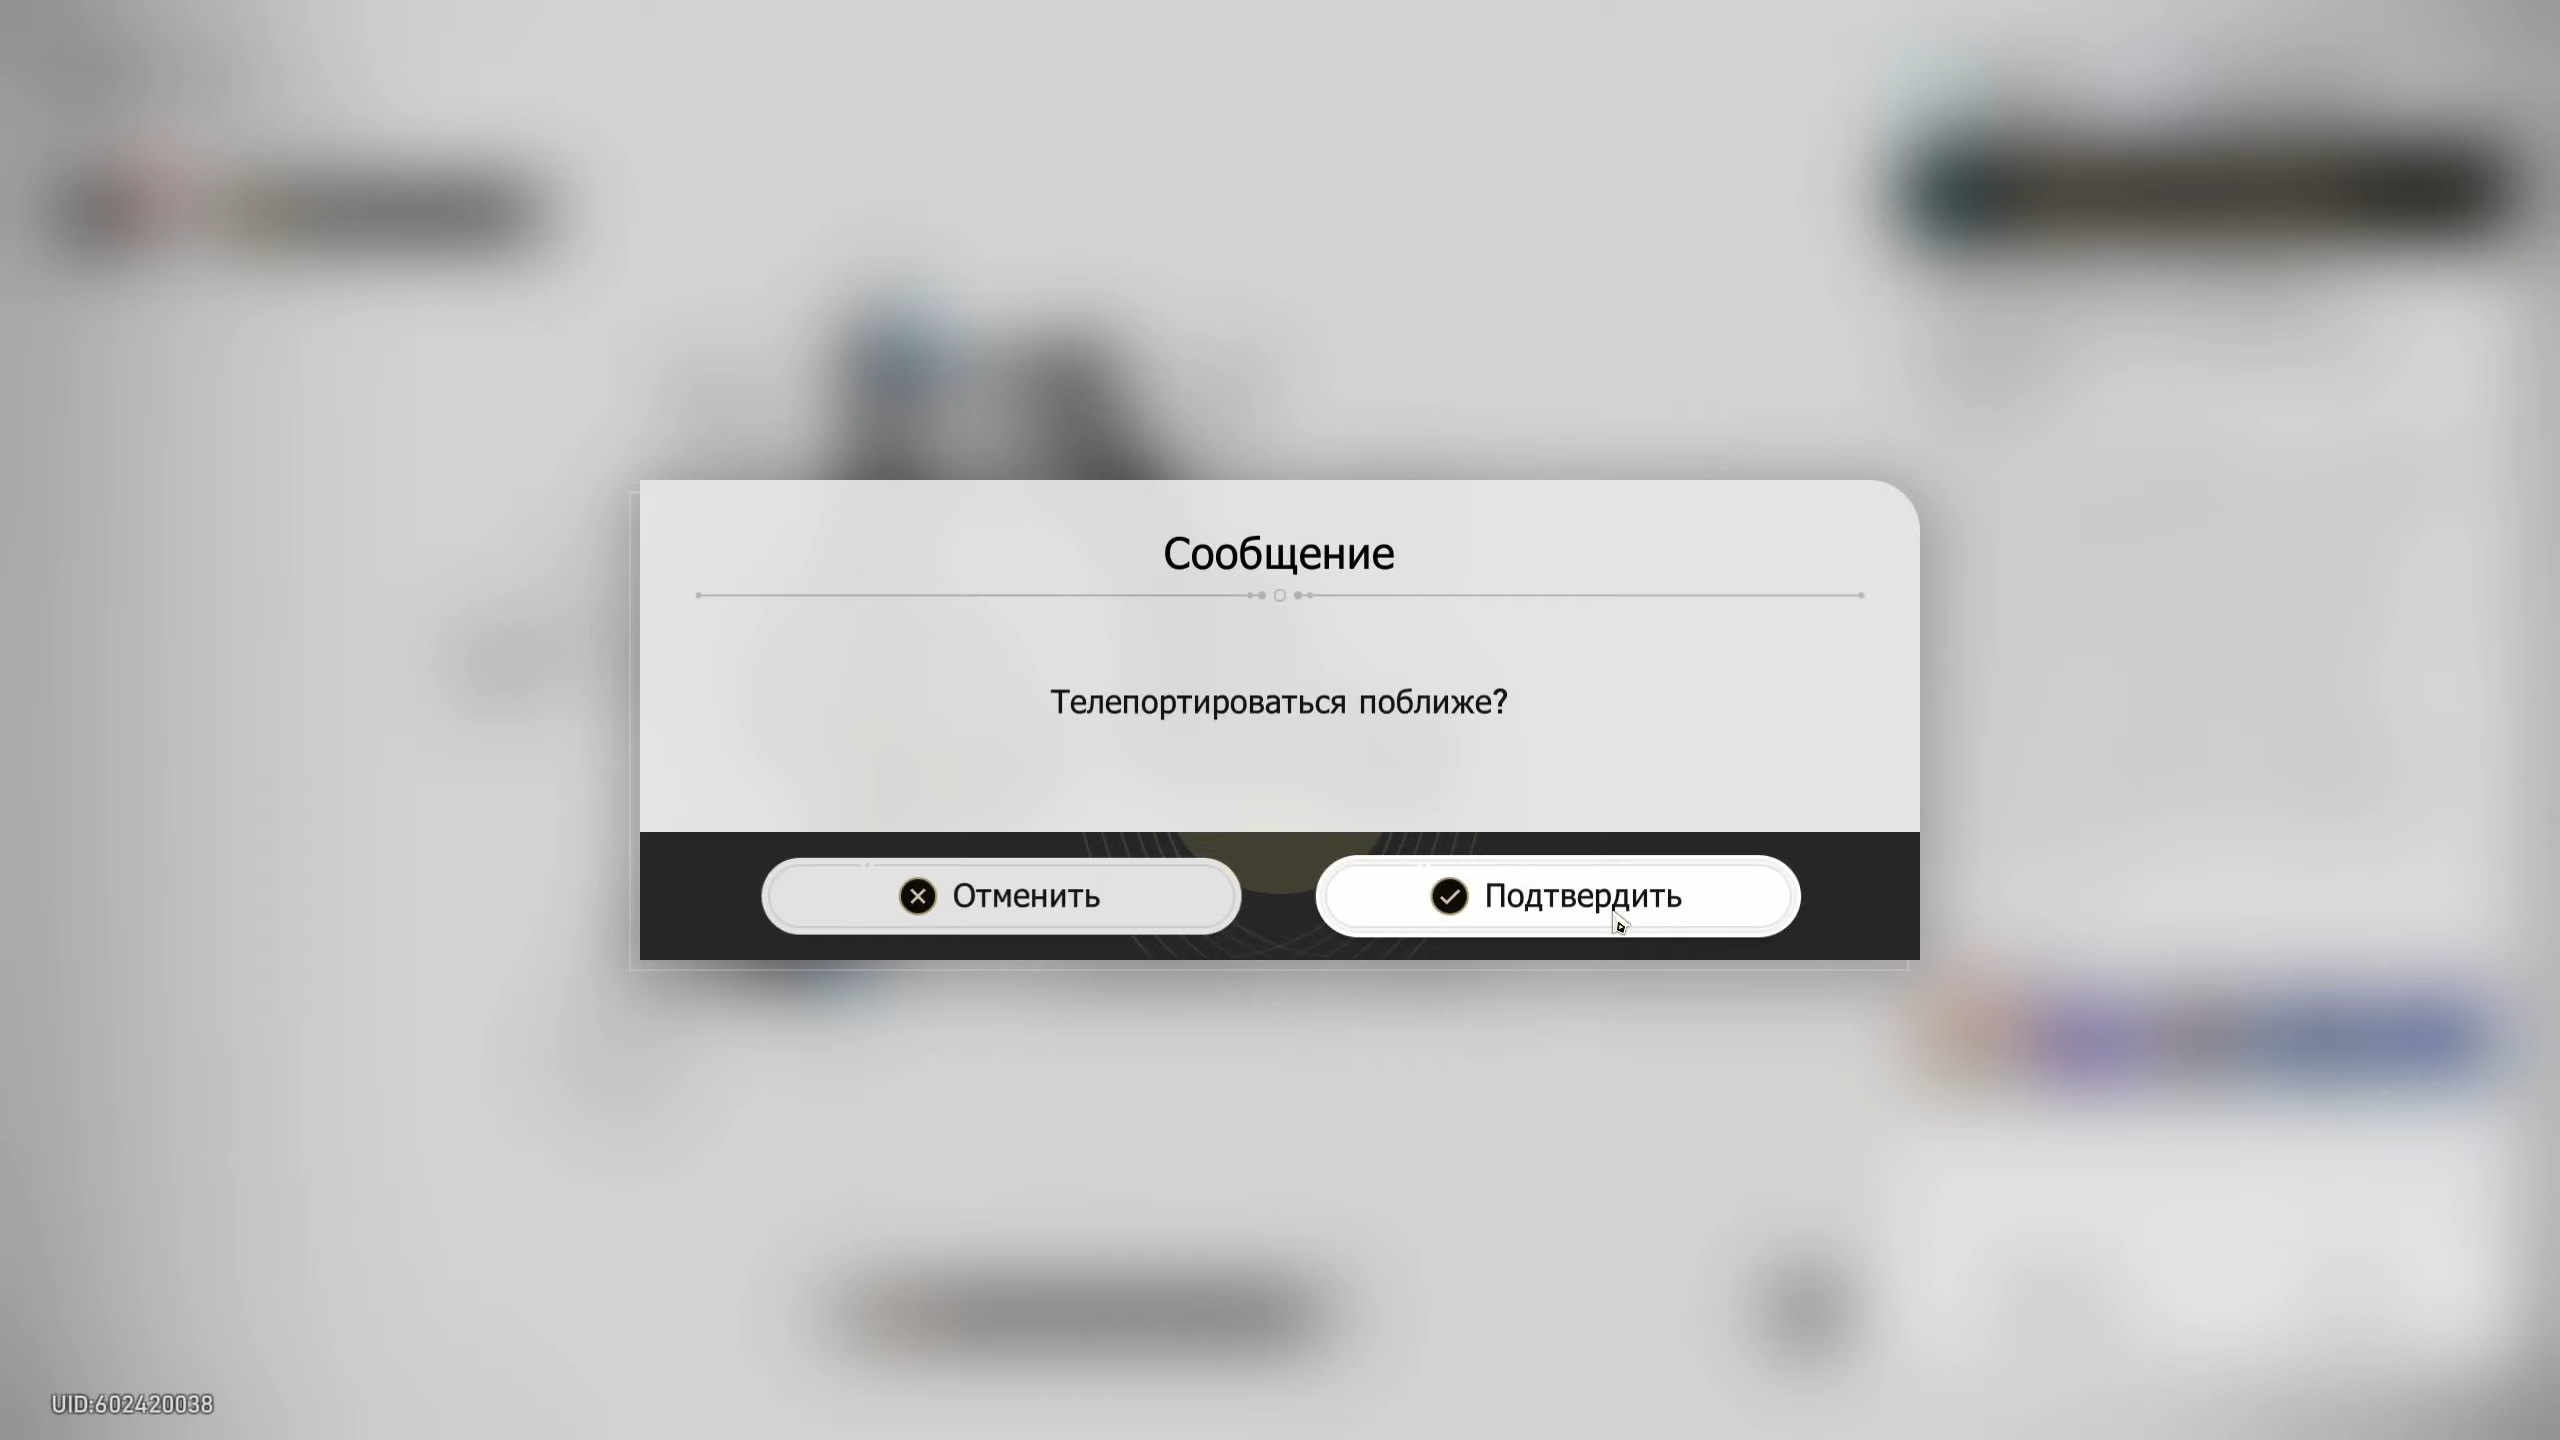 Сообщение
Телепортироваться поближе?
Отменить
Подтвердить
UID:602420038